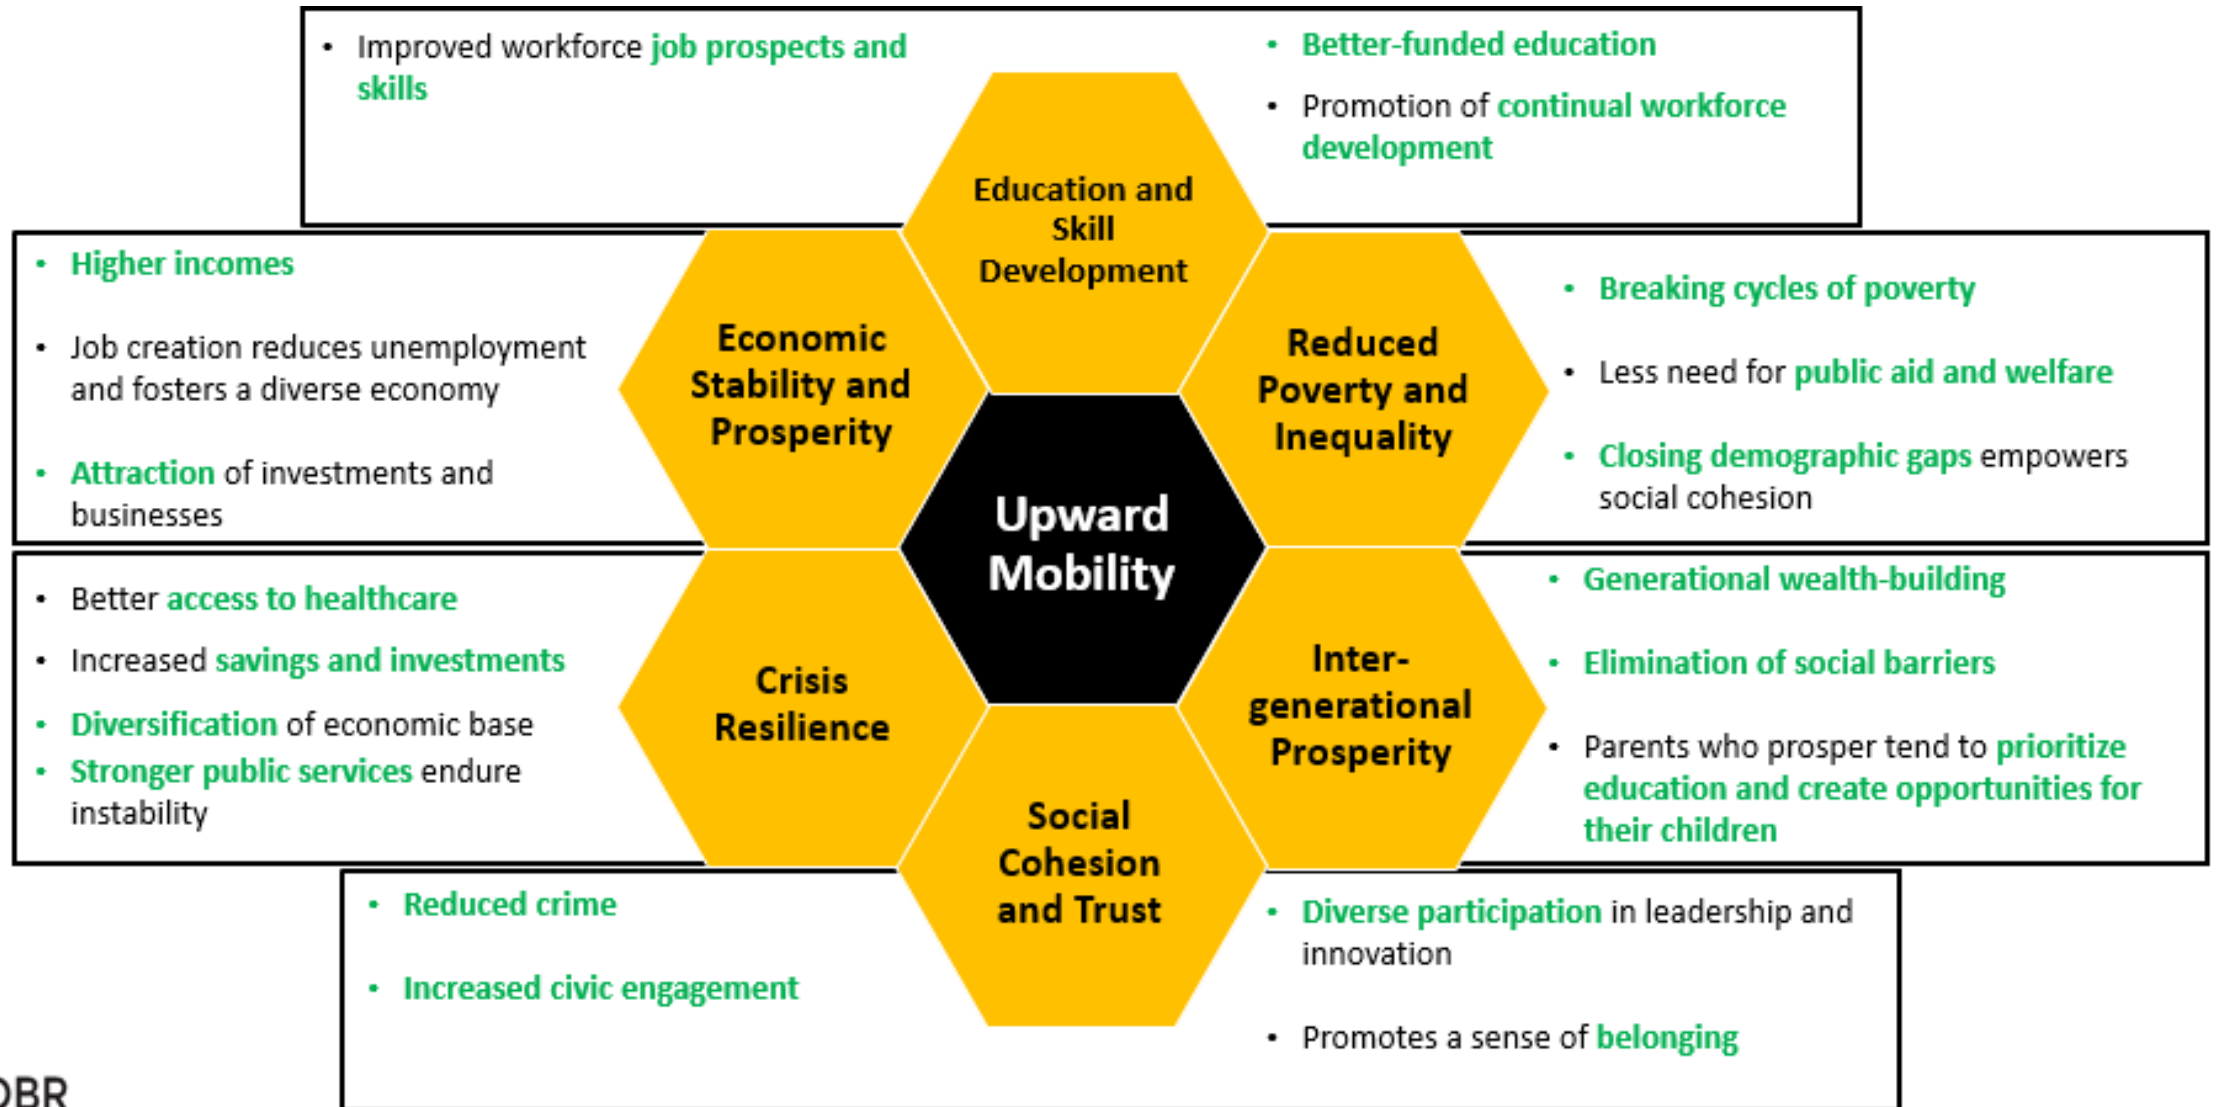 • Improved workforce job prospects and
skills
• Better-funded education
• Promotion of continual workforce
development
Education and
Skill
Development
• Higher incomes
• Job creation reduces unemployment
and fosters a diverse economy
• Attraction of investments and
businesses
Economic
Stability and
Prosperity
Reduced
Poverty and
Inequality
• Breaking cycles of poverty
• Less need for public aid and welfare
• Closing demographic gaps empowers
social cohesion
Upward
Mobility
• Better access to healthcare
• Increased savings and investments
• Diversification of economic base
• Stronger public services endure
instability
Crisis
Resilience
Inter-
generational
Prosperity
• Generational wealth-building
• Elimination of social barriers
• Parents who prosper tend to prioritize
education and create opportunities for
their children
Social
Cohesion
and Trust
• Reduced crime
• Increased civic engagement
• Diverse participation in leadership and
innovation
• Promotes a sense of belonging